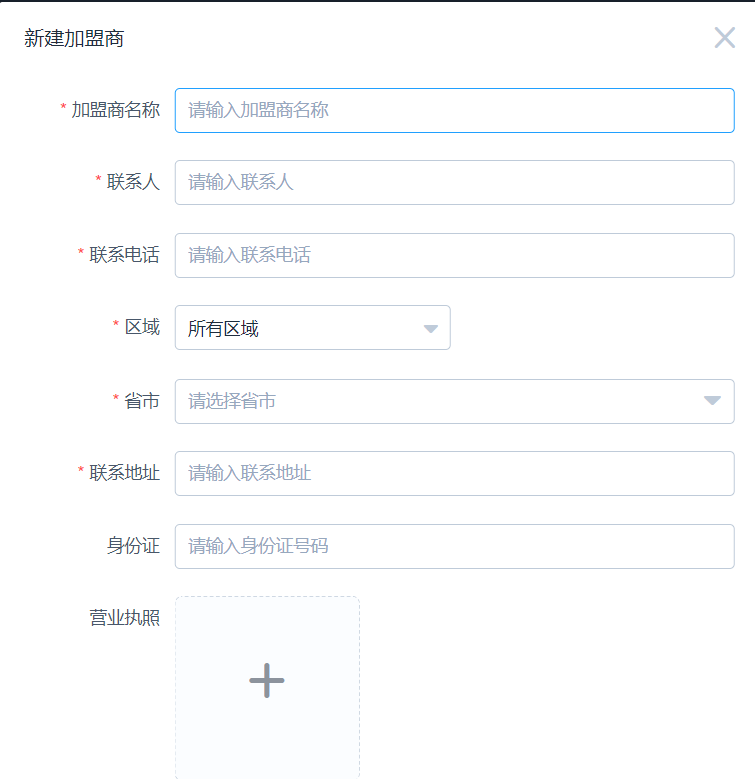 新建加盟商
* 加盟商名称 请输入加盟商名称
* 联系人 请输入联系人
* 联系电话 请输入联系电话
* 区域 所有区域
* 省市 请选择省市
* 联系地址 请输入联系地址
身份证 请输入身份证号码
营业执照